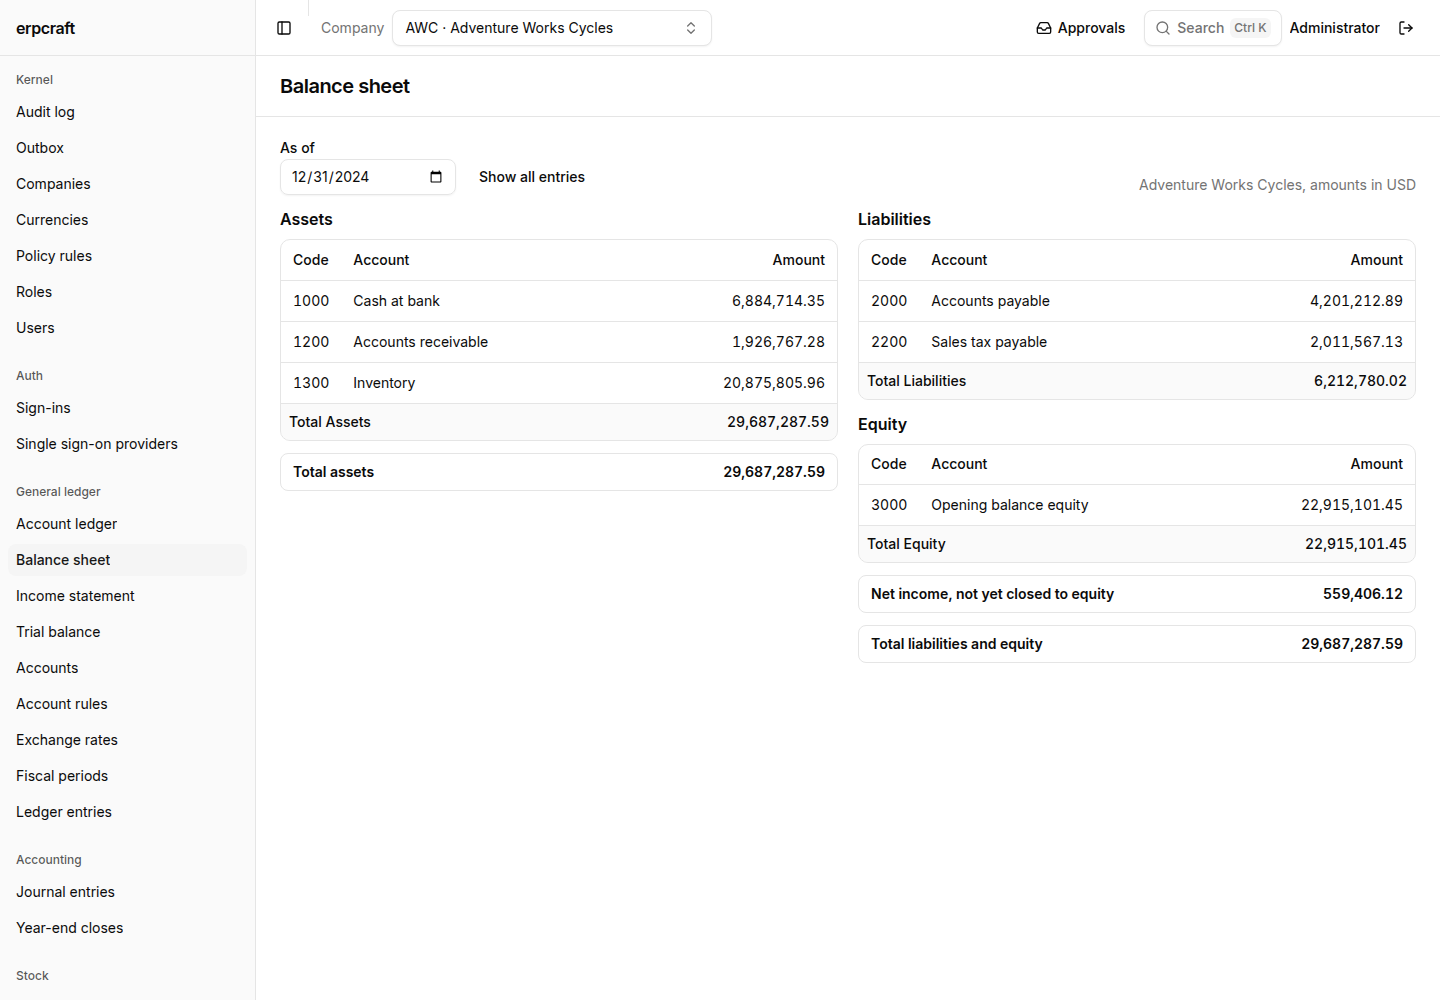 erpcraft
Kernel
Audit log
Outbox
Companies
Currencies
Policy rules
Roles
Users
Auth
Sign-ins
Single sign-on providers
General ledger
Account ledger
Balance sheet
Income statement
Trial balance
Accounts
Account rules
Exchange rates
Fiscal periods
Ledger entries
Accounting
Journal entries
Year-end closes
Stock
Company AWC · Adventure Works Cycles Approvals Search Ctrl K Administrator
Balance sheet
As of
12/31/2024 Show all entries
Adventure Works Cycles, amounts in USD
Assets
Code Account Amount
1000 Cash at bank 6,884,714.35
1200 Accounts receivable 1,926,767.28
1300 Inventory 20,875,805.96
Total Assets 29,687,287.59
Total assets 29,687,287.59
Liabilities
Code Account Amount
2000 Accounts payable 4,201,212.89
2200 Sales tax payable 2,011,567.13
Total Liabilities 6,212,780.02
Equity
Code Account Amount
3000 Opening balance equity 22,915,101.45
Total Equity 22,915,101.45
Net income, not yet closed to equity 559,406.12
Total liabilities and equity 29,687,287.59